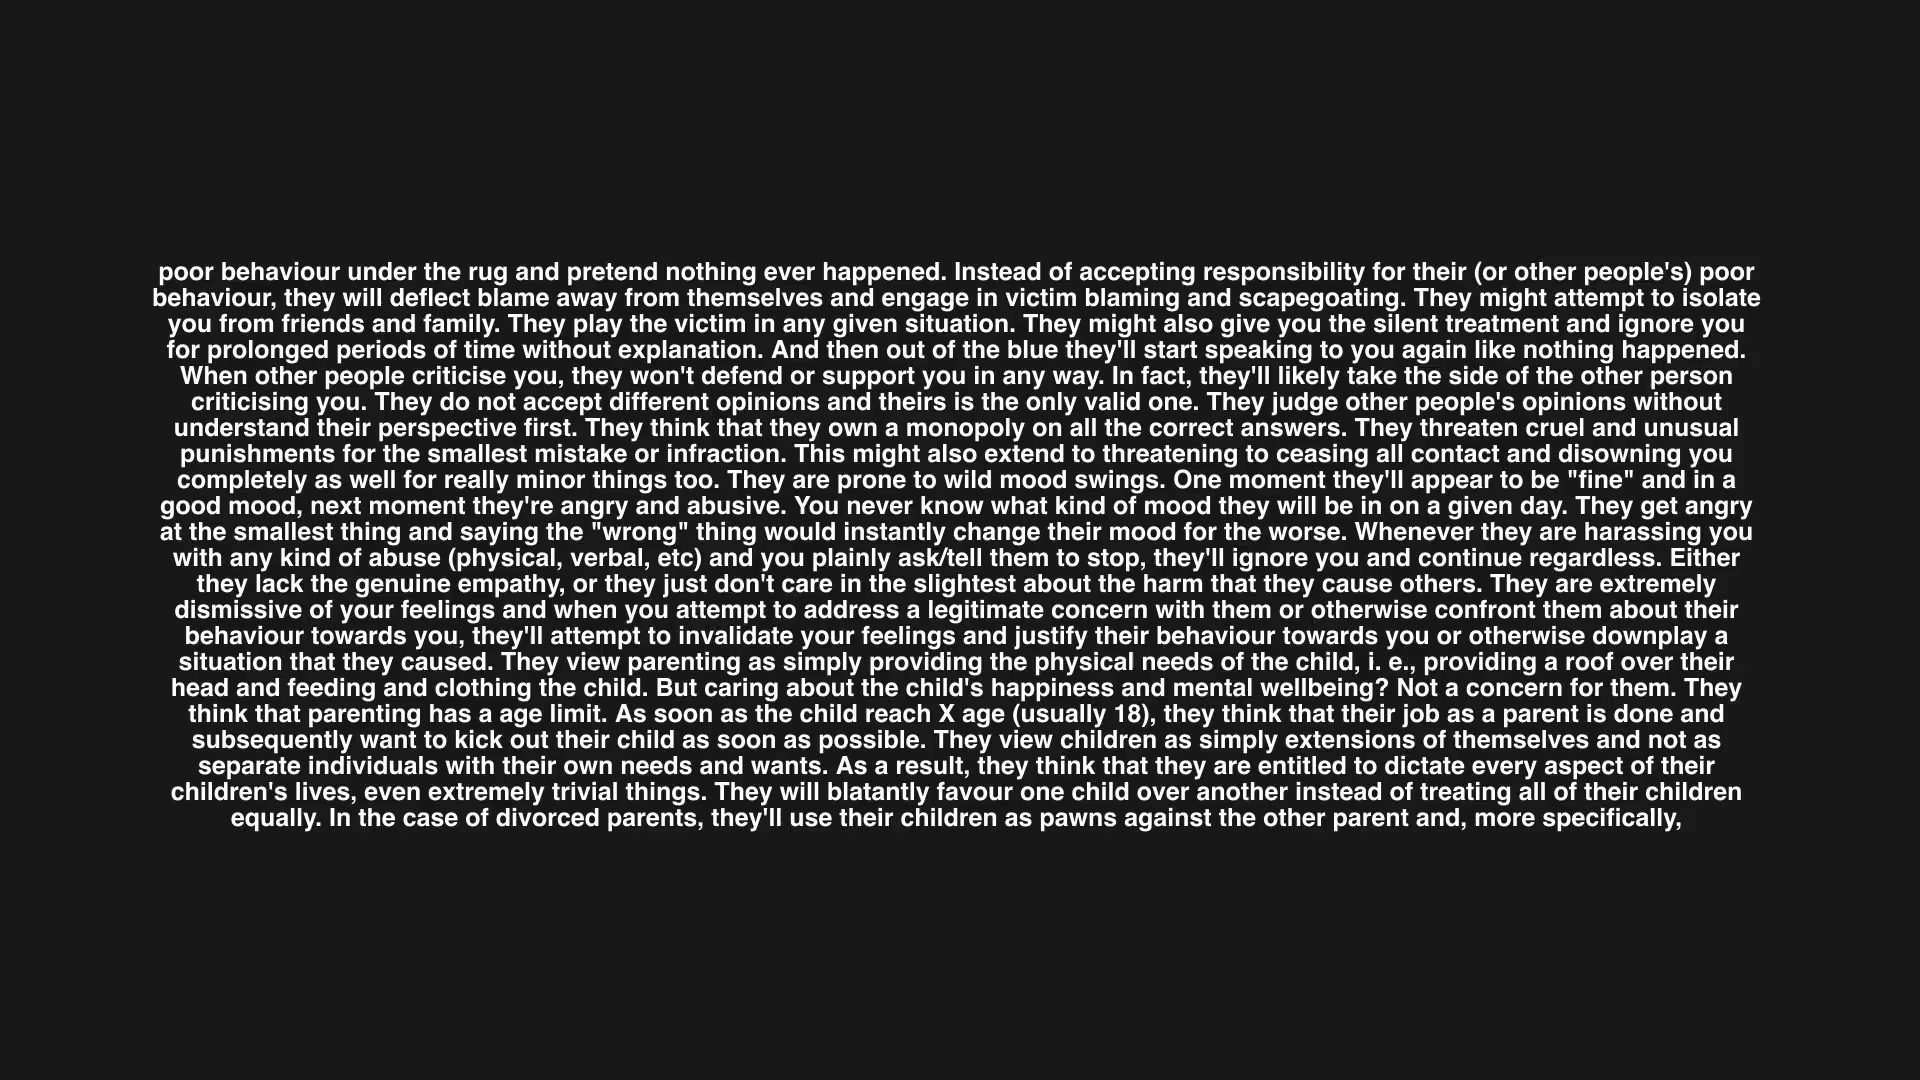 poor behaviour under the rug and pretend nothing ever happened. Instead of accepting responsibility for their (or other people's) poor
behaviour, they will deflect blame away from themselves and engage in victim blaming and scapegoating. They might attempt to isolate
you from friends and family. They play the victim in any given situation. They might also give you the silent treatment and ignore you
for prolonged periods of time without explanation. And then out of the blue they'll start speaking to you again like nothing happened.
When other people criticise you, they won't defend or support you in any way. In fact, they'll likely take the side of the other person
criticising you. They do not accept different opinions and theirs is the only valid one. They judge other people's opinions without
understand their perspective first. They think that they own a monopoly on all the correct answers. They threaten cruel and unusual
punishments for the smallest mistake or infraction. This might also extend to threatening to ceasing all contact and disowning you
completely as well for really minor things too. They are prone to wild mood swings. One moment they'll appear to be "fine" and in a
good mood, next moment they're angry and abusive. You never know what kind of mood they will be in on a given day. They get angry
at the smallest thing and saying the "wrong" thing would instantly change their mood for the worse. Whenever they are harassing you
with any kind of abuse (physical, verbal, etc) and you plainly ask/tell them to stop, they'll ignore you and continue regardless. Either
they lack the genuine empathy, or they just don't care in the slightest about the harm that they cause others. They are extremely
dismissive of your feelings and when you attempt to address a legitimate concern with them or otherwise confront them about their
behaviour towards you, they'll attempt to invalidate your feelings and justify their behaviour towards you or otherwise downplay a
situation that they caused. They view parenting as simply providing the physical needs of the child, i. e., providing a roof over their
head and feeding and clothing the child. But caring about the child's happiness and mental wellbeing? Not a concern for them. They
think that parenting has a age limit. As soon as the child reach X age (usually 18), they think that their job as a parent is done and
subsequently want to kick out their child as soon as possible. They view children as simply extensions of themselves and not as
separate individuals with their own needs and wants. As a result, they think that they are entitled to dictate every aspect of their
children's lives, even extremely trivial things. They will blatantly favour one child over another instead of treating all of their children
equally. In the case of divorced parents, they'll use their children as pawns against the other parent and, more specifically,